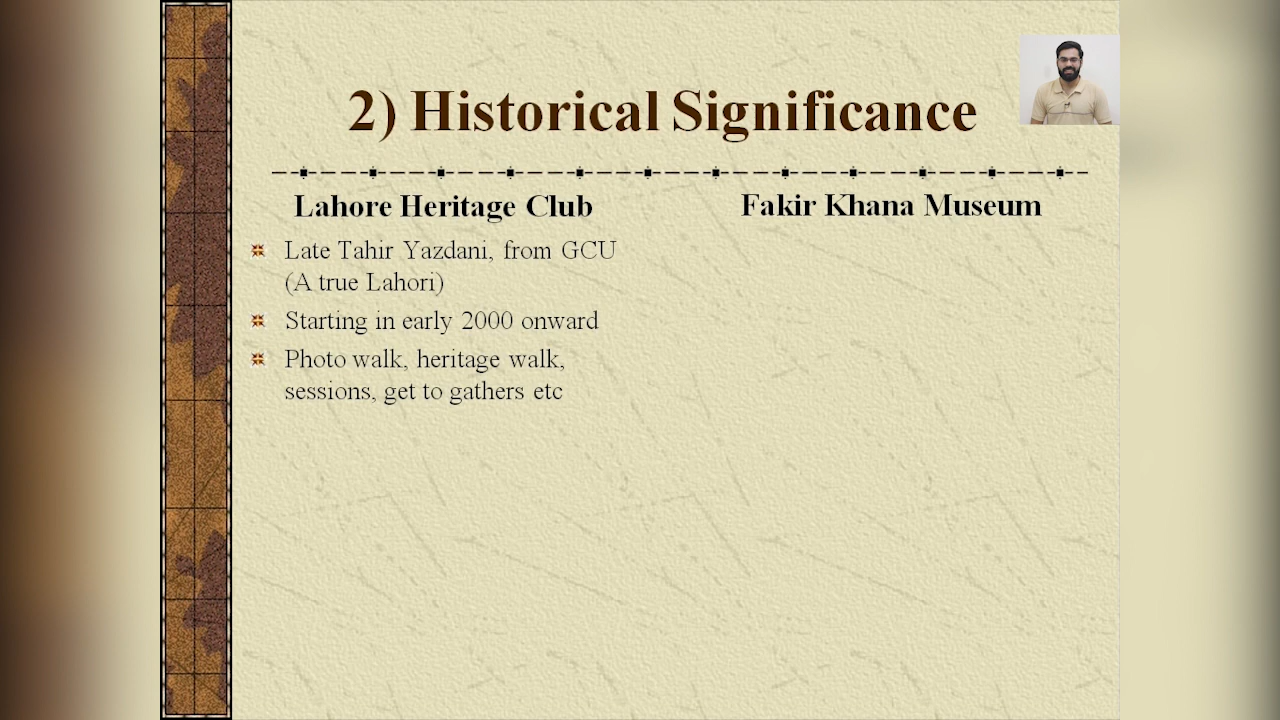 2) Historical Significance
Lahore Heritage Club
Late Tahir Yazdani, from GCU
(A true Lahori)
Starting in early 2000 onward
Photo walk, heritage walk,
sessions, get to gathers etc
Fakir Khana Museum